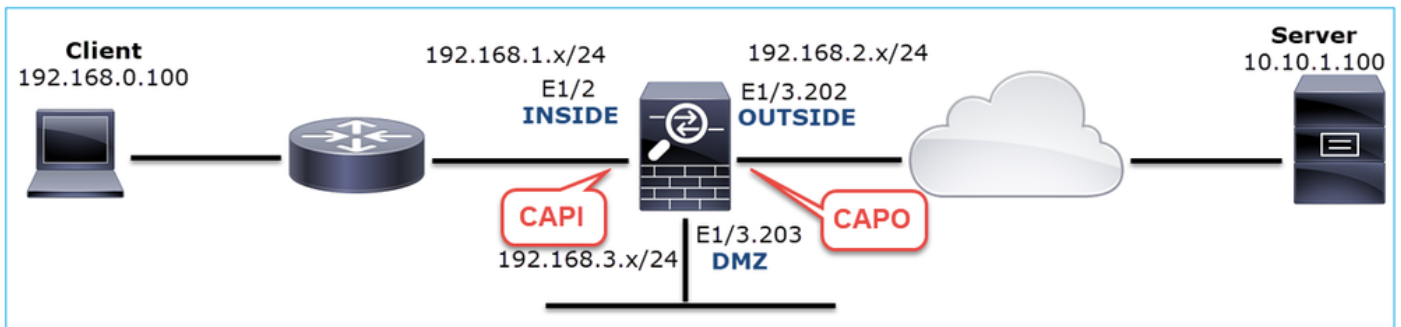 Client
192.168.0.100
192.168.1.x/24
E1/2
INSIDE
192.168.2.x/24
E1/3.202
OUTSIDE
Server
10.10.1.100
CAPI
CAPO
E1/3.203
DMZ
192.168.3.x/24